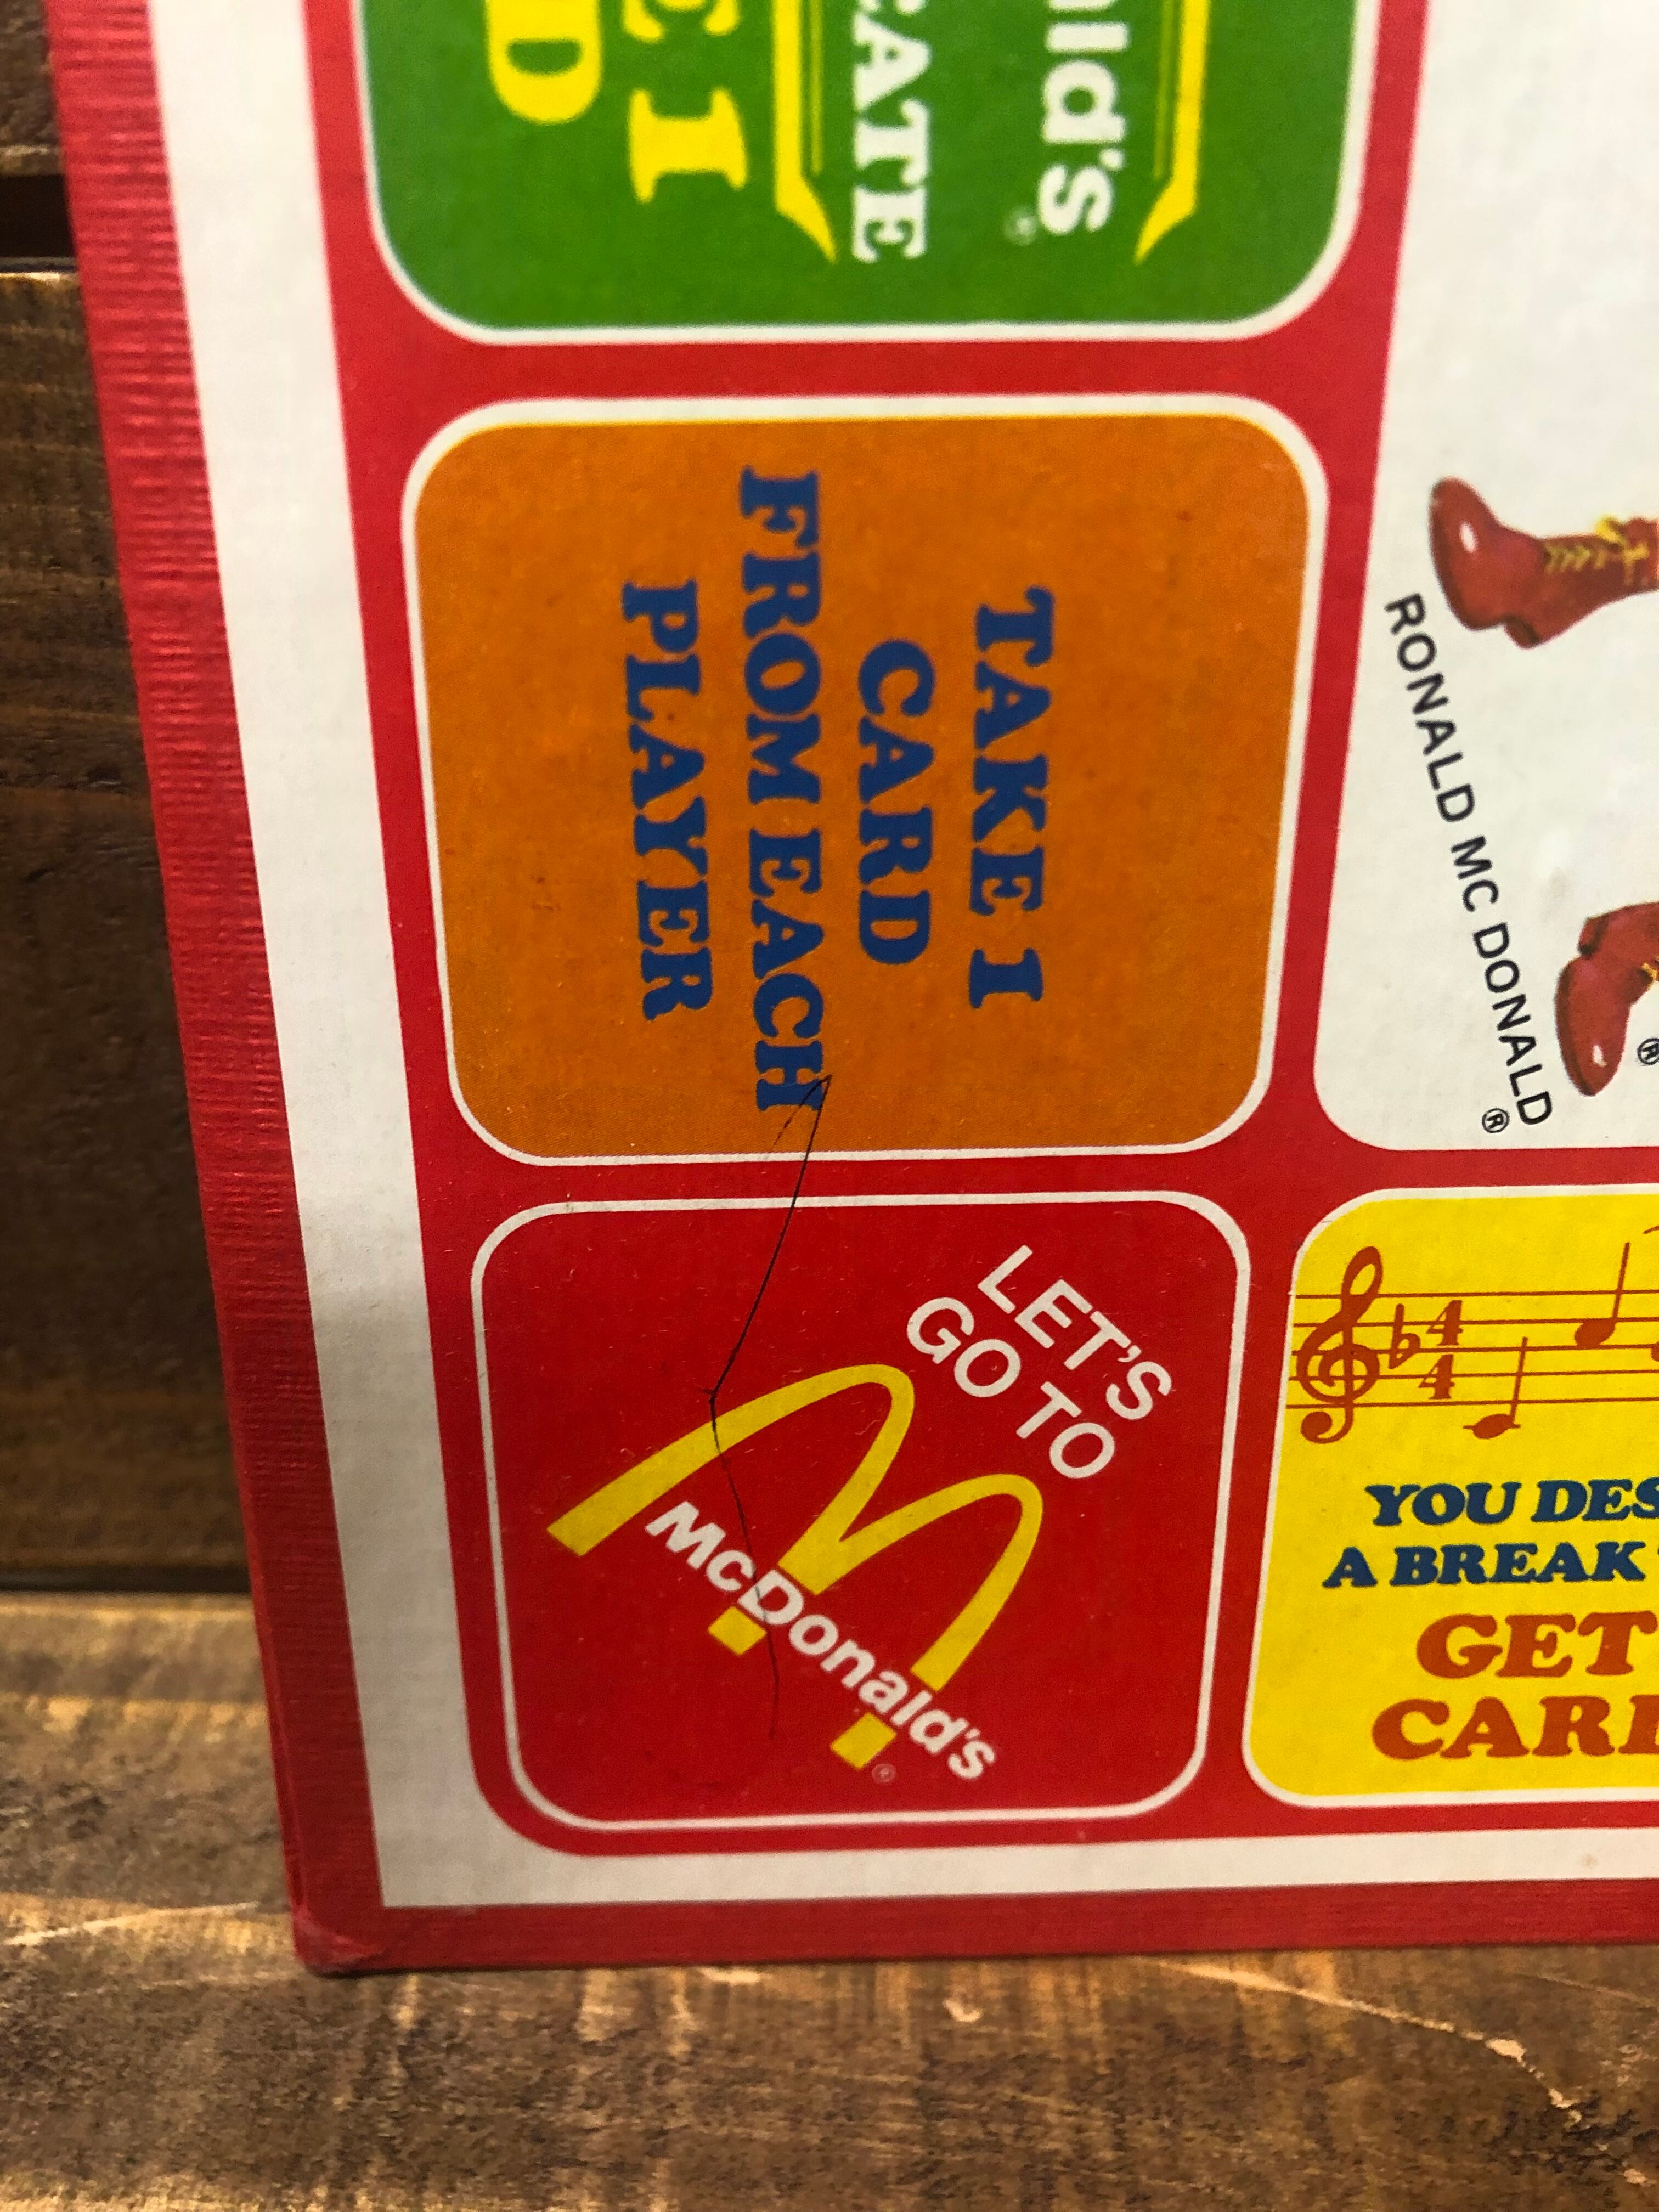 ld's®
ATE
I
D
TAKE 1
CARD
FROM EACH
PLAYER
RONALD MC DONALD®
LET'S
GO TO
McDonald's®
YOU DES
A BREAK
GET
CAR